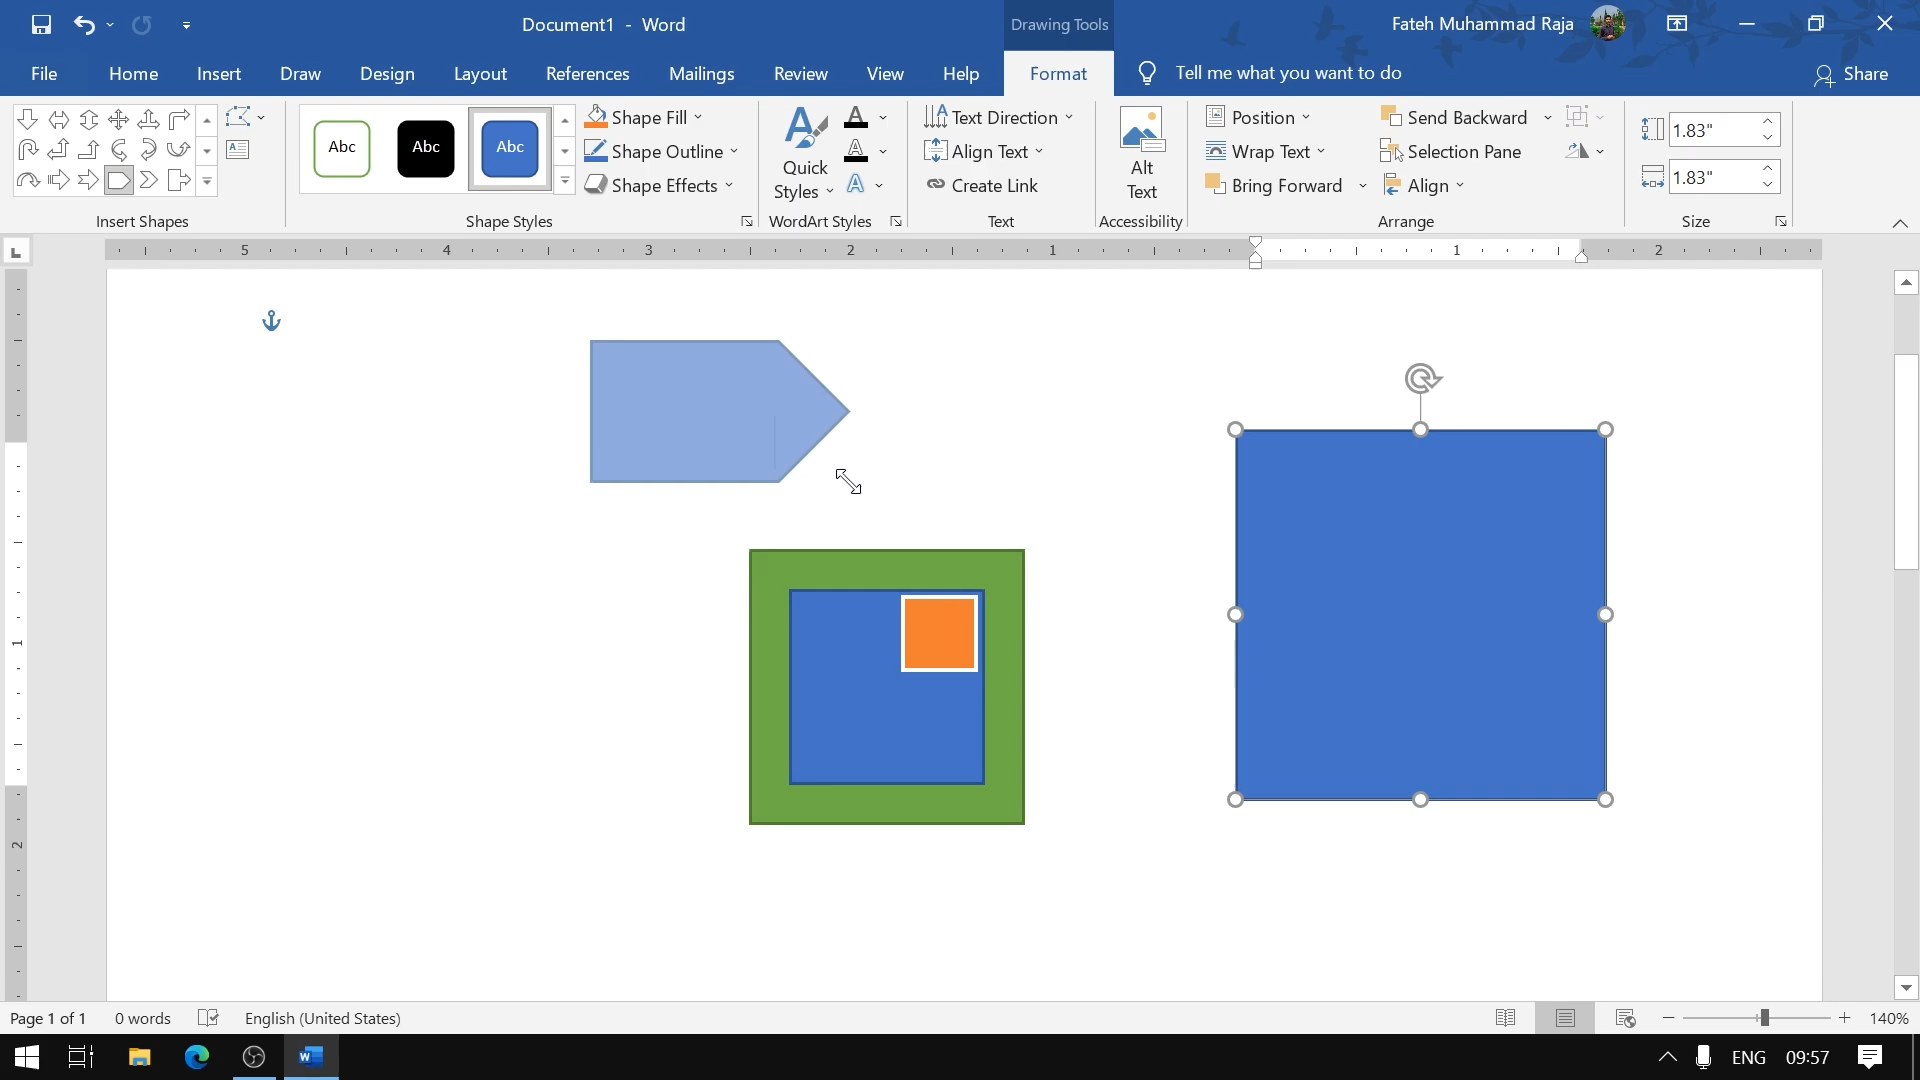 Document1 - Word
Drawing Tools
Fateh Muhammad Raja
File Home Insert Draw Design Layout References Mailings Review View Help Format Tell me what you want to do Share
Abc Abc Abc
Shape Fill
Shape Outline
Shape Effects
Quick
Styles
Text Direction
Align Text
Create Link
Alt
Text
Position
Wrap Text
Bring Forward
Send Backward
Selection Pane
Align
1.83"
1.83"
Insert Shapes Shape Styles WordArt Styles Text Accessibility Arrange Size
5 4 3 2 1 1 2
1
2
Page 1 of 1 0 words English (United States) 140%
ENG 09:57